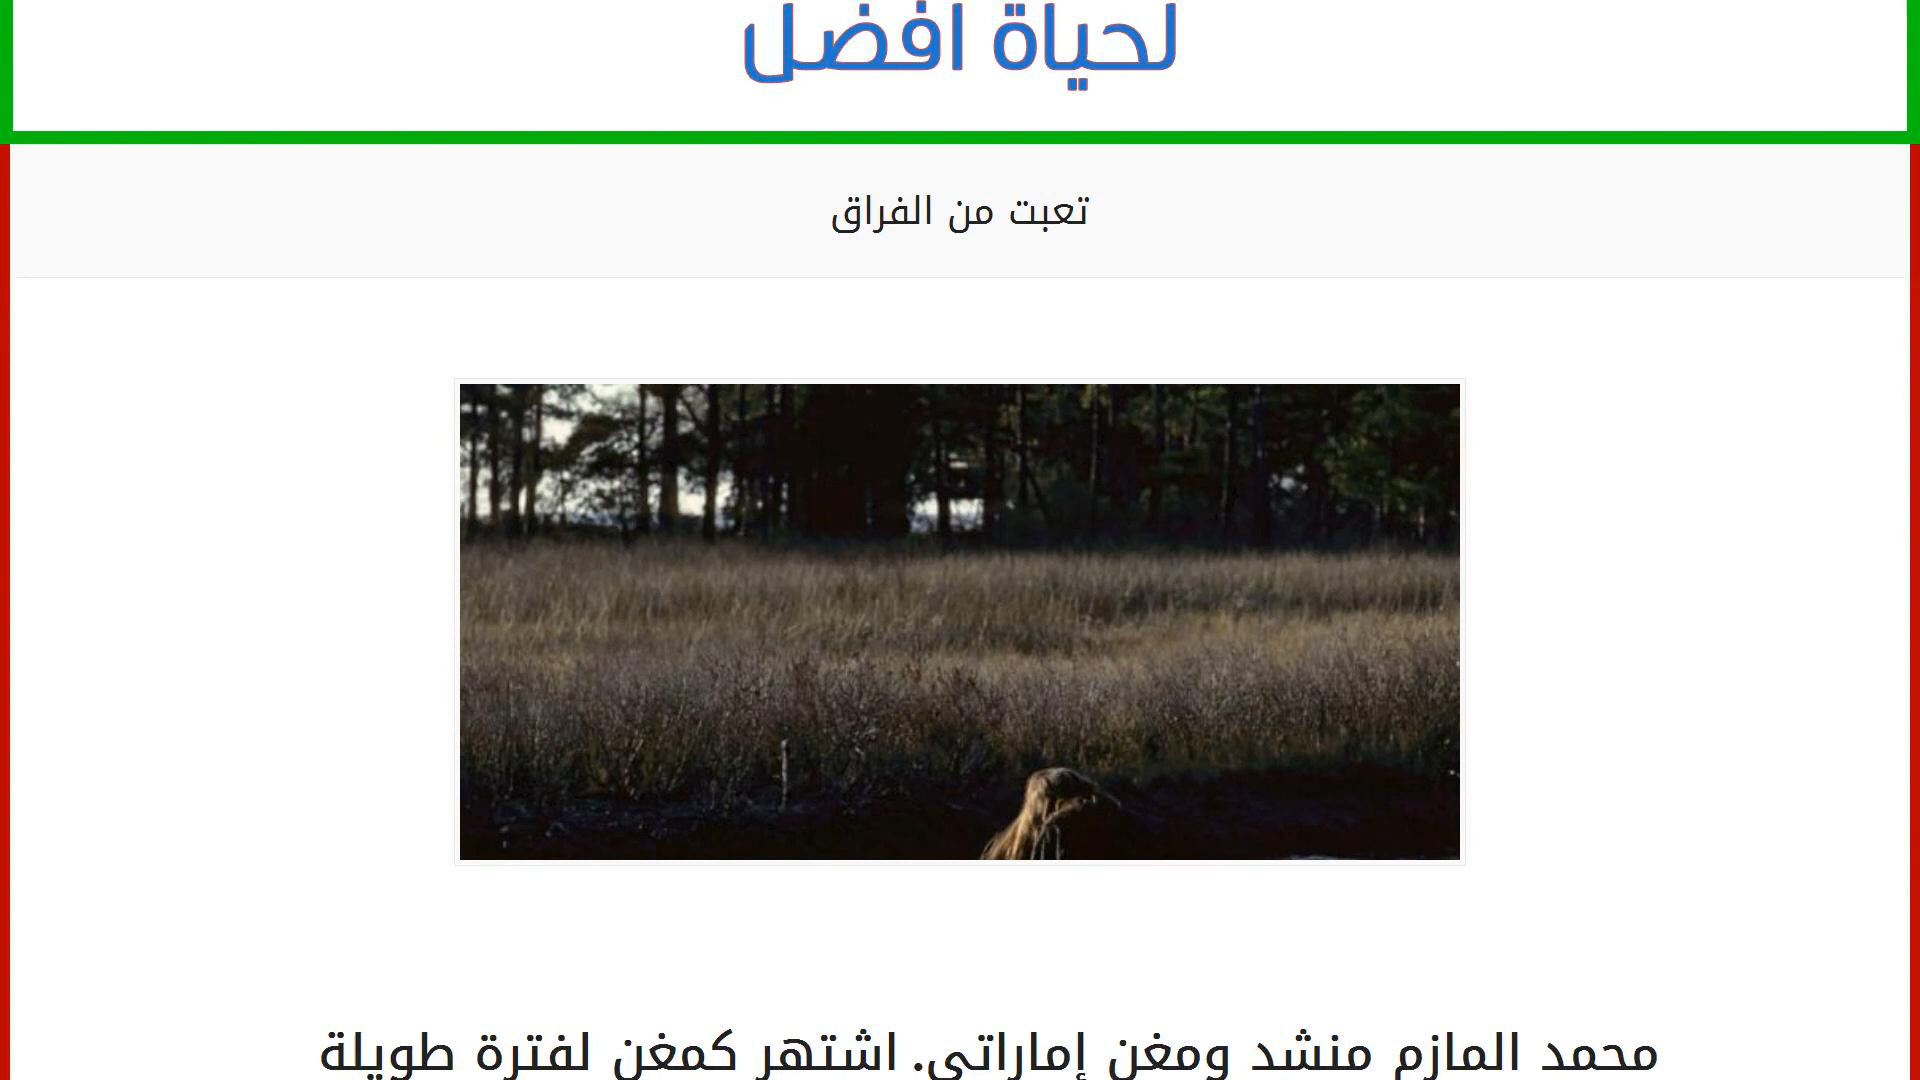 لحياة افضل
تعبت من الفراق
محمد المازم منشد ومغن إماراتي. اشتهر كمغن لفترة طويلة